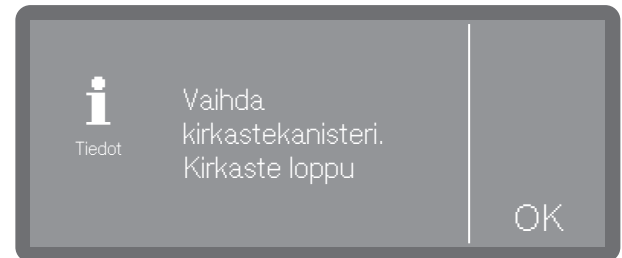 Tiedot
Vaihda
kirkastekanisteri.
Kirkaste loppu
OK